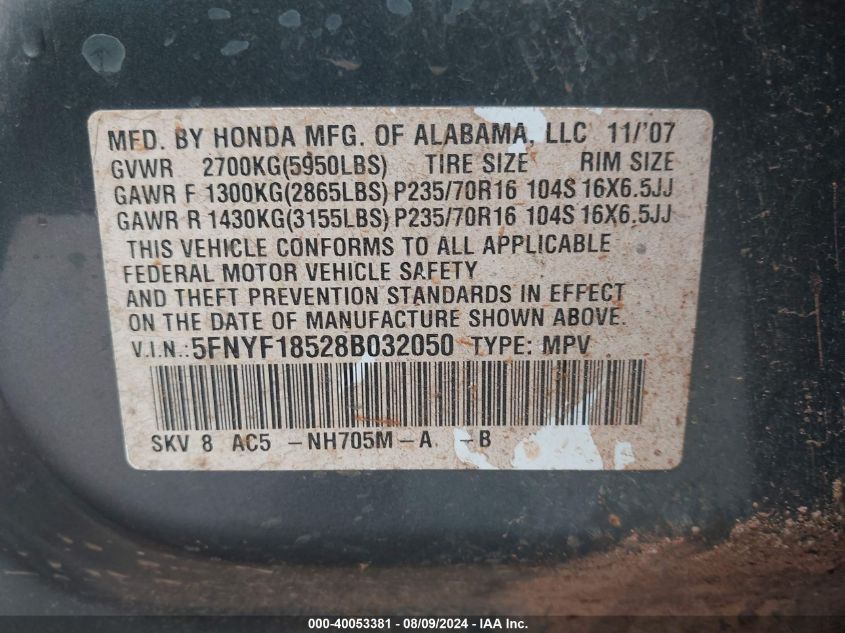 MFD. BY HONDA MFG. OF ALABAMA, LLC 11/'07
GVWR 2700KG(5950LBS) TIRE SIZE RIM SIZE
GAWR F 1300KG(2865LBS) P235/70R16 104S 16X6.5JJ
GAWR R 1430KG(3155LBS) P235/70R16 104S 16X6.5JJ
THIS VEHICLE CONFORMS TO ALL APPLICABLE
FEDERAL MOTOR VEHICLE SAFETY
AND THEFT PREVENTION STANDARDS IN EFFECT
ON THE DATE OF MANUFACTURE SHOWN ABOVE.
V.I.N.:5FNYF18528B032050 TYPE: MPV
SKV 8 AC5 -NH705M-A -B
000-40053381 - 08/09/2024 - IAA Inc.